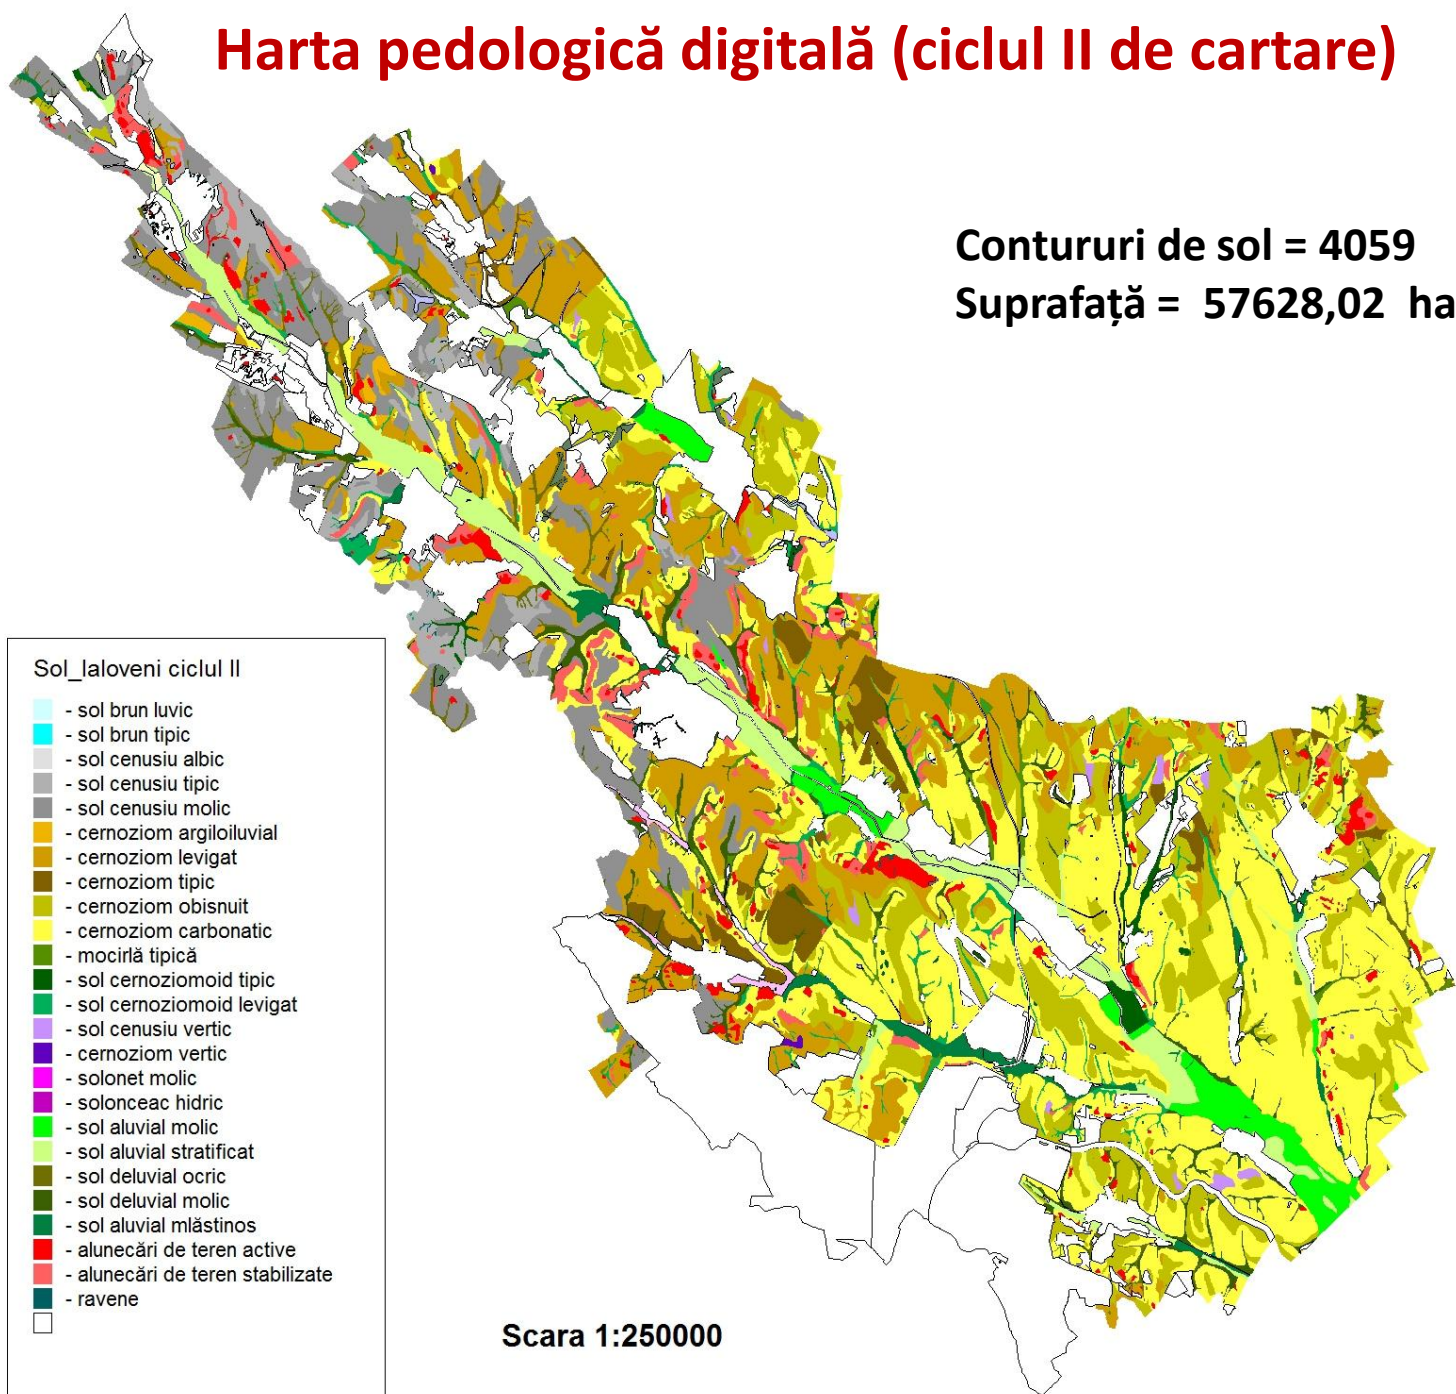 Harta pedologică digitală (ciclul II de cartare)
Contururi de sol = 4059
Suprafață = 57628,02 ha
Sol_Ialoveni ciclul II
- sol brun luvic
- sol brun tipic
- sol cenusiu albic
- sol cenusiu tipic
- sol cenusiu molic
- cernoziom argiloiluvial
- cernoziom levigat
- cernoziom tipic
- cernoziom obisnuit
- cernoziom carbonatic
- mocirlă tipică
- sol cernoziomoid tipic
- sol cernoziomoid levigat
- sol cenusiu vertic
- cernoziom vertic
- solonet molic
- solonceac hidric
- sol aluvial molic
- sol aluvial stratificat
- sol deluvial ocric
- sol deluvial molic
- sol aluvial mlăstinos
- alunecări de teren active
- alunecări de teren stabilizate
- ravene
Scara 1:250000